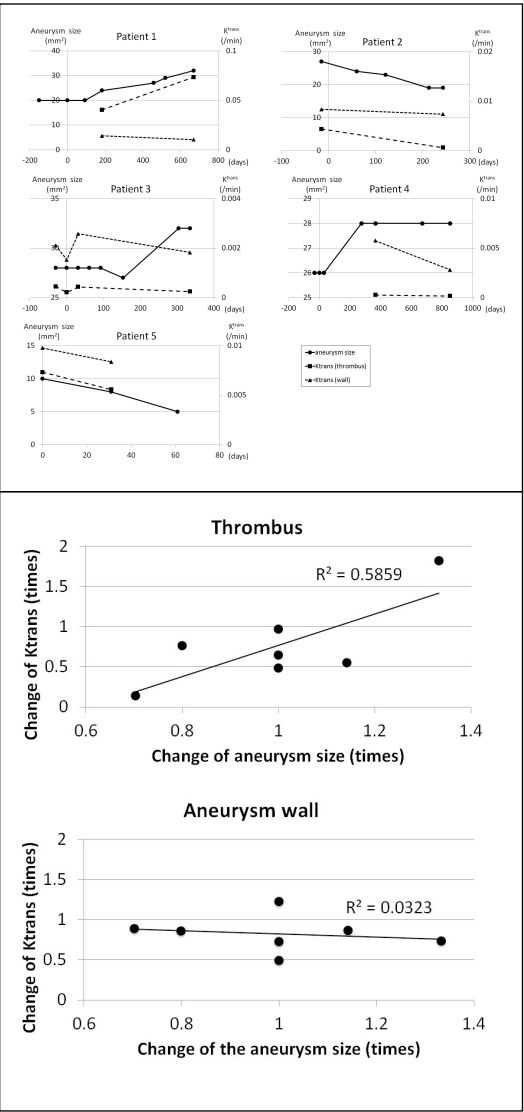 Aneurysm size
(mm²)
Patient 1
Ktrans
(/min)
40
30
20
10
0
0.1
0.05
0
-200 0 200 400 600 800 (days)
Aneurysm size
(mm²)
Patient 2
Ktrans
(/min)
30
20
10
0
0.02
0.01
0
-100 0 100 200 300
(days)
Aneurysm size
(mm²)
Patient 3
Ktrans
(/min)
35
30
25
0.004
0.002
0
-100 0 100 200 300 400 (days)
Aneurysm size
(mm²)
Patient 4
Ktrans
(/min)
29
28
27
26
25
0.01
0.005
0
-200 0 200 400 600 800 1000 (days)
Aneurysm size
(mm²)
Patient 5
Ktrans
(/min)
15
10
5
0
0.01
0.005
0
0 20 40 60 80
(days)
aneurysm size
Ktrans (thrombus)
Ktrans (wall)
Thrombus
Change of Ktrans (times)
2
1.5
1
0.5
0
R² = 0.5859
0.6 0.8 1 1.2 1.4
Change of aneurysm size (times)
Aneurysm wall
Change of Ktrans (times)
2
1.5
1
0.5
0
R² = 0.0323
0.6 0.8 1 1.2 1.4
Change of the aneurysm size (times)